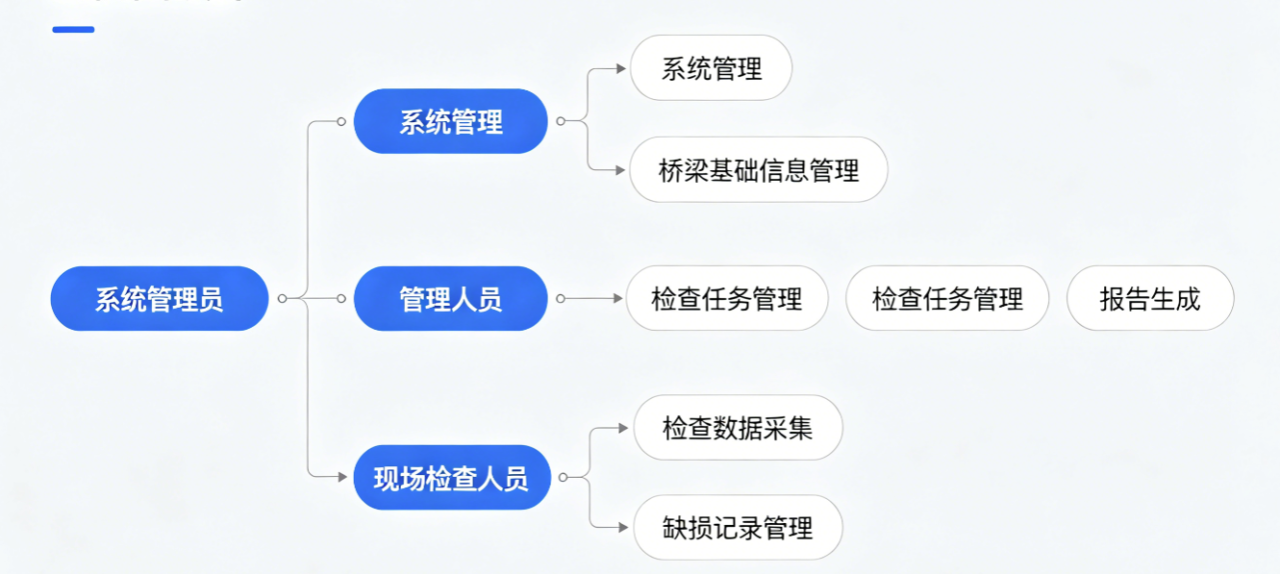 系统管理
系统管理
桥梁基础信息管理
系统管理员
管理人员
检查任务管理
检查任务管理
报告生成
现场检查人员
检查数据采集
缺损记录管理